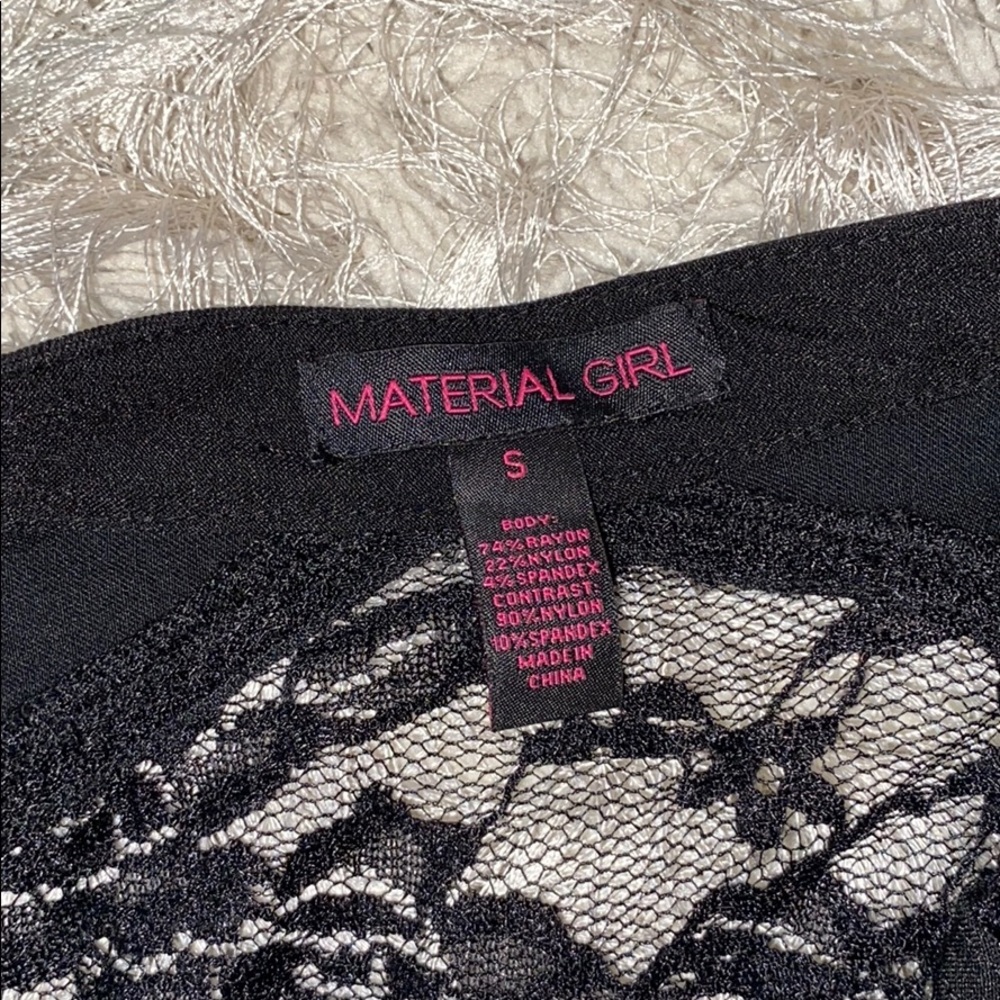 MATERIAL GIRL
S
BODY:
74%RAYON
22%NYLON
4%SPANDEX
CONTRAST
90%NYLON
10%SPANDEX
MADE IN
CHINA